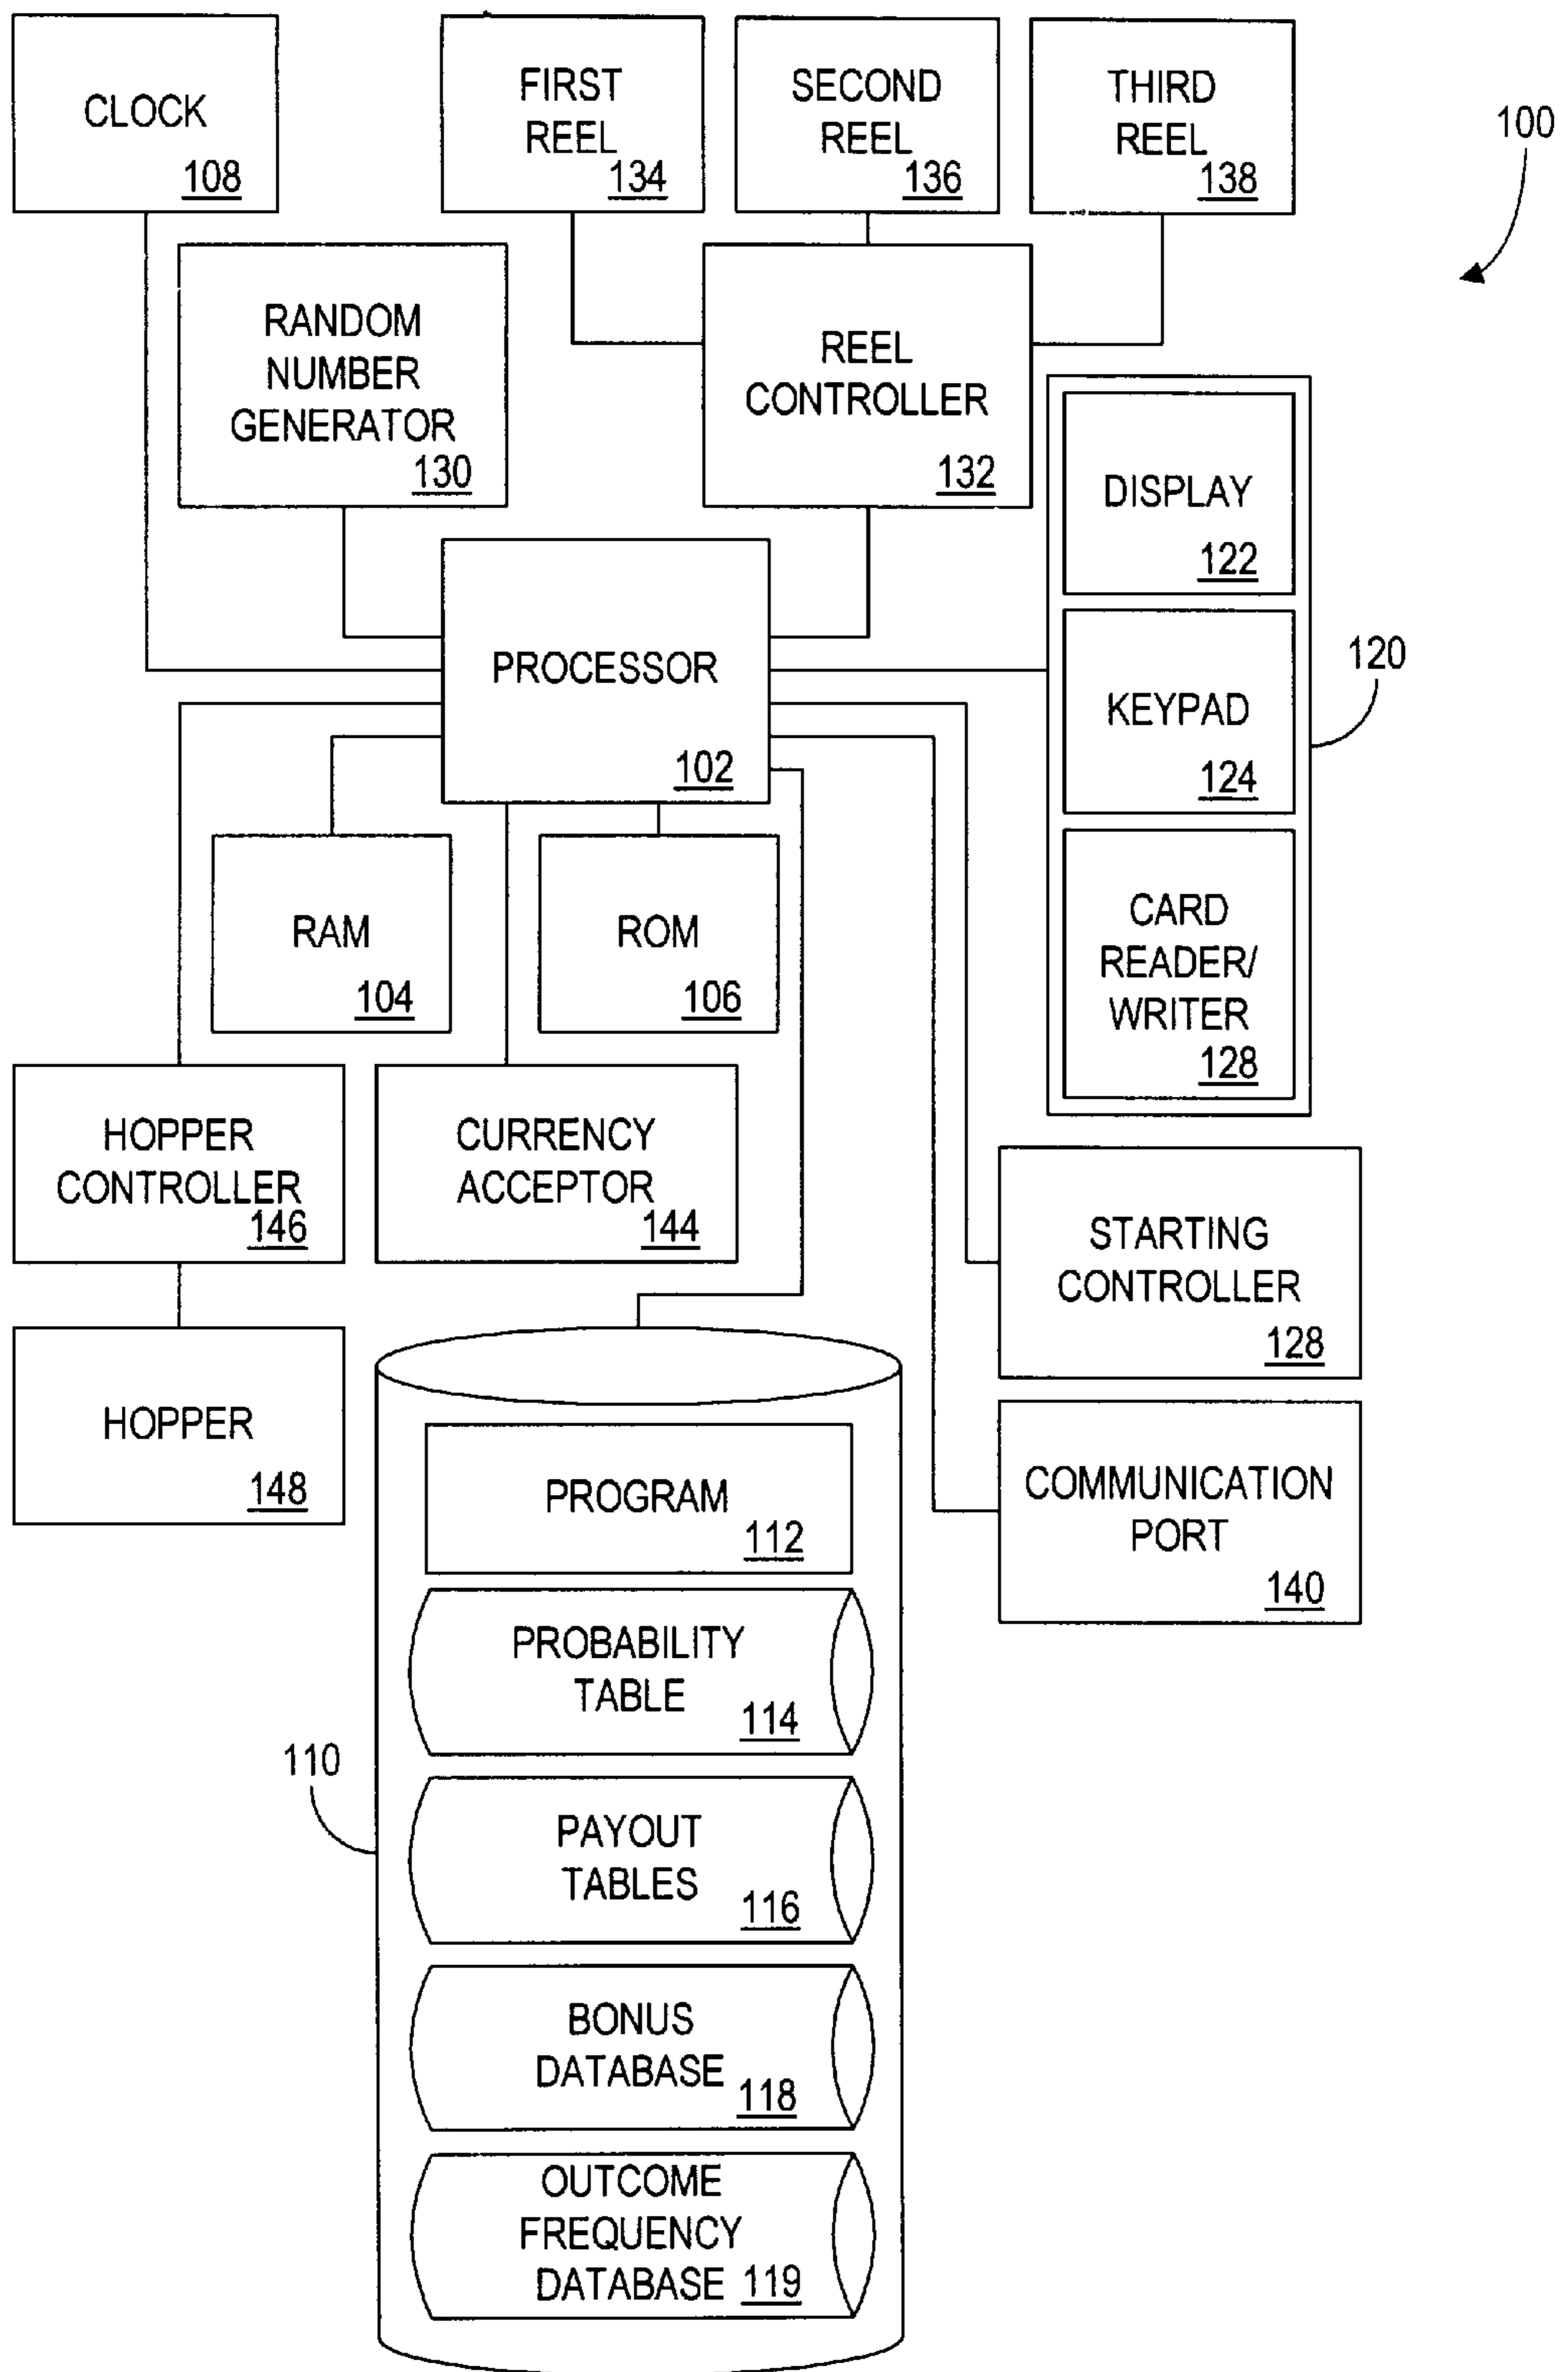 CLOCK
108
FIRST
REEL
134
SECOND
REEL
136
THIRD
REEL
138
100
RANDOM
NUMBER
GENERATOR
130
REEL
CONTROLLER
132
DISPLAY
122
KEYPAD
124
CARD
READER/
WRITER
128
120
PROCESSOR
102
RAM
104
ROM
106
HOPPER
CONTROLLER
146
CURRENCY
ACCEPTOR
144
STARTING
CONTROLLER
128
HOPPER
148
COMMUNICATION
PORT
140
PROGRAM
112
PROBABILITY
TABLE
114
110
PAYOUT
TABLES
116
BONUS
DATABASE
118
OUTCOME
FREQUENCY
DATABASE 119